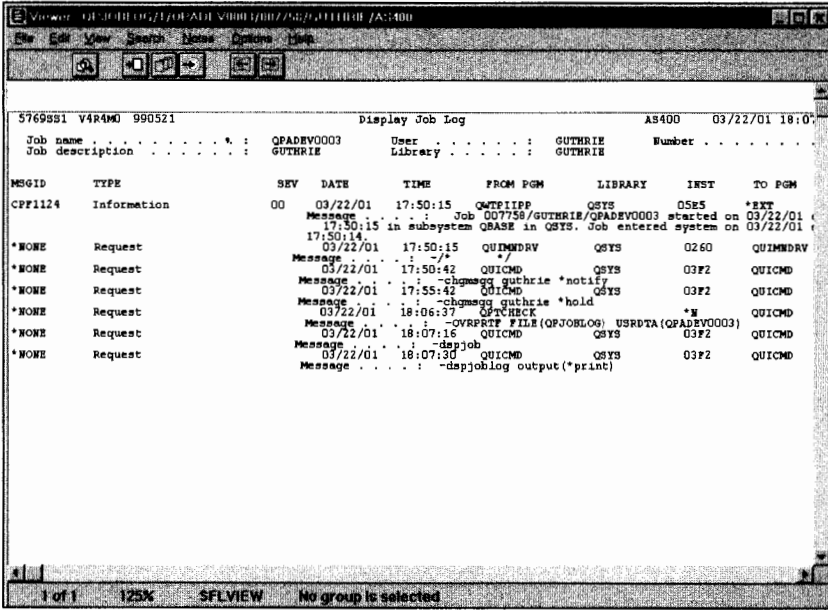 Viewer QPJOBLOG/1/QPADEV0003/007758/GUTHRIE/AS400
File Edit View Search Notes Options Help
5769SS1 V4R4M0 990521 Display Job Log AS400 03/22/01 18:0
Job name . . . . . . . . . . : QPADEV0003 User . . . . . . : GUTHRIE Number . . . . . . .
Job description . . . . . . : GUTHRIE Library . . . . . : GUTHRIE
MSGID TYPE SEV DATE TIME FROM PGM LIBRARY INST TO PGM
CPF1124 Information 00 03/22/01 17:50:15 QWTPIIPP QSYS 05E5 *EXT
Message . . . . : Job 007758/GUTHRIE/QPADEV0003 started on 03/22/01
17:50:15 in subsystem QBASE in QSYS. Job entered system on 03/22/01
17:50:14.
*NONE Request 03/22/01 17:50:15 QUIMNDRV QSYS 0260 QUIMNDRV
Message . . . . : -/* */
*NONE Request 03/22/01 17:50:42 QUICMD QSYS 03F2 QUICMD
Message . . . . : -chgmsgq guthrie *notify
*NONE Request 03/22/01 17:55:42 QUICMD QSYS 03F2 QUICMD
Message . . . . : -chgmsgq guthrie *hold
*NONE Request 03/22/01 18:06:37 QPTCHECK *N QUICMD
Message . . . . : -OVRPRTF FILE(QPJOBLOG) USRDTA(QPADEV0003)
*NONE Request 03/22/01 18:07:16 QUICMD QSYS 03F2 QUICMD
Message . . . . : -dspjob
*NONE Request 03/22/01 18:07:30 QUICMD QSYS 03F2 QUICMD
Message . . . . : -dspjoblog output(*print)
1 of 1 125% SFLVIEW No group is selected